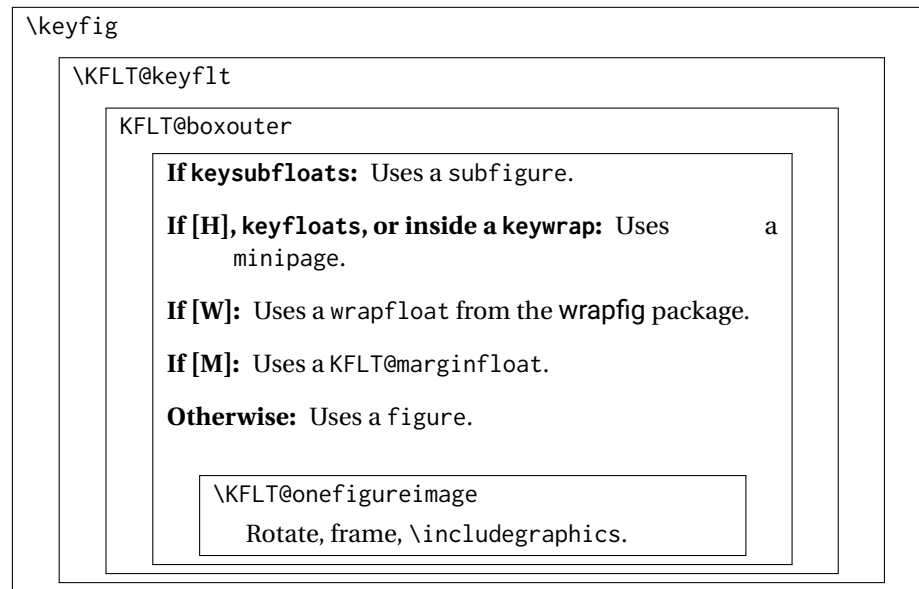 \keyfig
\KFLT@keyflt
KFLT@boxouter
If keysubfloats: Uses a subfigure.
If [H], keyfloats, or inside a keywrap: Uses a
minipage.
If [W]: Uses a wrapfloat from the wrapfig package.
If [M]: Uses a KFLT@marginfloat.
Otherwise: Uses a figure.
\KFLT@onefigureimage
Rotate, frame, \includegraphics.